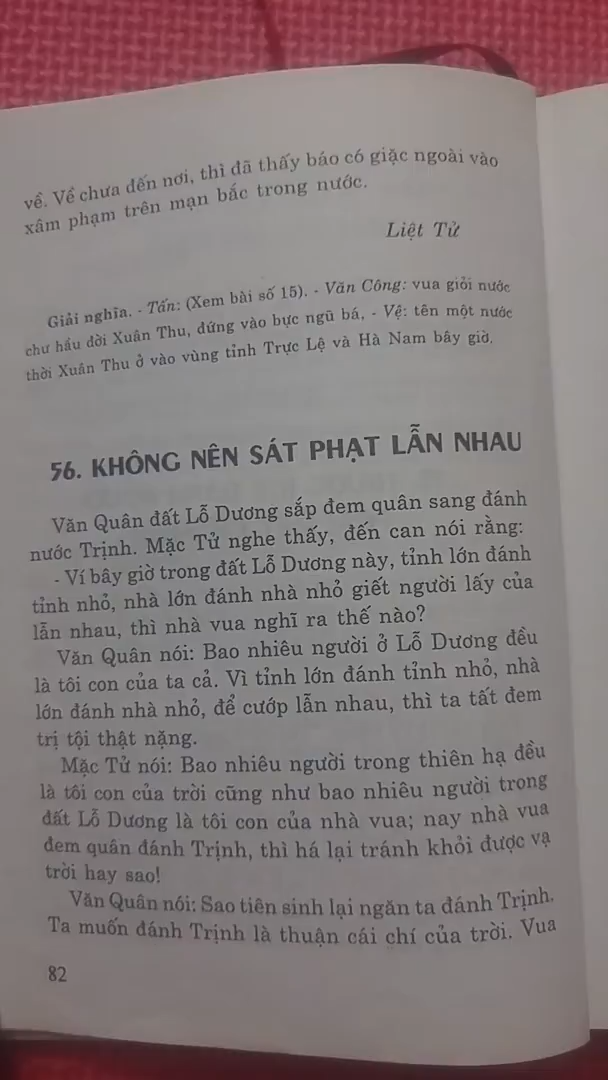 về. Về chưa đến nơi, thì đã thấy báo có giặc ngoài vào
xâm phạm trên mạn bắc trong nước.
Liệt Tử
Giải nghĩa. - Tấn: (Xem bài số 15). - Văn Công: vua giỏi nước
chư hầu đời Xuân Thu, đứng vào bực ngũ bá, - Vệ: tên một nước
thời Xuân Thu ở vào vùng tỉnh Trực Lệ và Hà Nam bây giờ.
56. KHÔNG NÊN SÁT PHẠT LẪN NHAU
Văn Quân đất Lỗ Dương sắp đem quân sang đánh
nước Trịnh. Mặc Tử nghe thấy, đến can nói rằng:
- Ví bây giờ trong đất Lỗ Dương này, tỉnh lớn đánh
tỉnh nhỏ, nhà lớn đánh nhà nhỏ giết người lấy của
lẫn nhau, thì nhà vua nghĩ ra thế nào?
Văn Quân nói: Bao nhiêu người ở Lỗ Dương đều
là tôi con của ta cả. Vì tỉnh lớn đánh tỉnh nhỏ, nhà
lớn đánh nhà nhỏ, để cướp lẫn nhau, thì ta tất đem
trị tội thật nặng.
Mặc Tử nói: Bao nhiêu người trong thiên hạ đều
là tôi con của trời cũng như bao nhiêu người trong
đất Lỗ Dương là tôi con của nhà vua; nay nhà vua
đem quân đánh Trịnh, thì há lại tránh khỏi được vạ
trời hay sao!
Văn Quân nói: Sao tiên sinh lại ngăn ta đánh Trịnh.
Ta muốn đánh Trịnh là thuận cái chí của trời. Vua
82